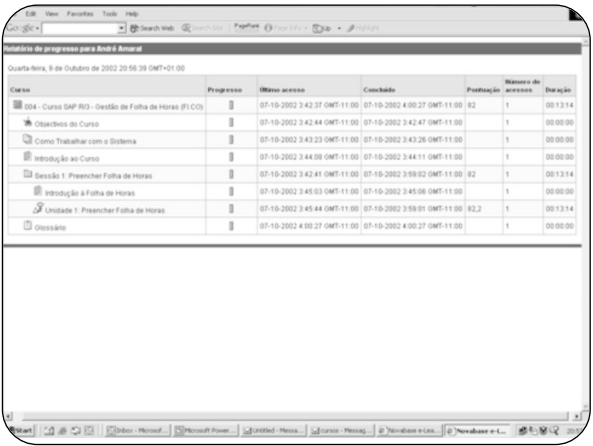 Edit View Favorites Tools Help
Google Search Web Search Site PageRank Page Info Up Highlight
Relatório de progresso para André Amaral
Quarta-feira, 9 de Outubro de 2002 20:56:39 GMT+01:00
Curso Progresso Último acesso Concluído Pontuação Número de acessos Duração
004 - Curso SAP R/3 - Gestão de Folha de Horas (FI.CO) 07-10-2002 3:42:37 GMT-11:00 07-10-2002 4:00:27 GMT-11:00 82 1 00:13:14
Objectivos do Curso 07-10-2002 3:42:44 GMT-11:00 07-10-2002 3:42:47 GMT-11:00 1 00:00:00
Como Trabalhar com o Sistema 07-10-2002 3:43:23 GMT-11:00 07-10-2002 3:43:26 GMT-11:00 1 00:00:00
Introdução ao Curso 07-10-2002 3:44:08 GMT-11:00 07-10-2002 3:44:11 GMT-11:00 1 00:00:00
Sessão 1: Preencher Folha de Horas 07-10-2002 3:42:41 GMT-11:00 07-10-2002 3:59:02 GMT-11:00 82 1 00:13:14
Introdução à Folha de Horas 07-10-2002 3:45:03 GMT-11:00 07-10-2002 3:45:06 GMT-11:00 1 00:00:00
Unidade 1: Preencher Folha de Horas 07-10-2002 3:45:44 GMT-11:00 07-10-2002 3:59:01 GMT-11:00 82,2 1 00:13:14
Glossário 07-10-2002 4:00:27 GMT-11:00 07-10-2002 4:00:27 GMT-11:00 1 00:00:00
Start Inbox - Microsof... Microsoft Power... Untitled - Messa... cursos - Messag... Novabase e-Lea... Novabase e-L...